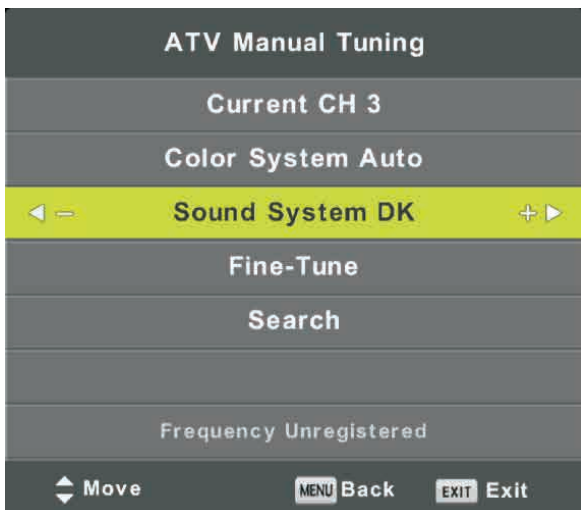 ATV Manual Tuning
Current CH 3
Color System Auto
– Sound System DK +
Fine-Tune
Search
Frequency Unregistered
Move MENU Back EXIT Exit